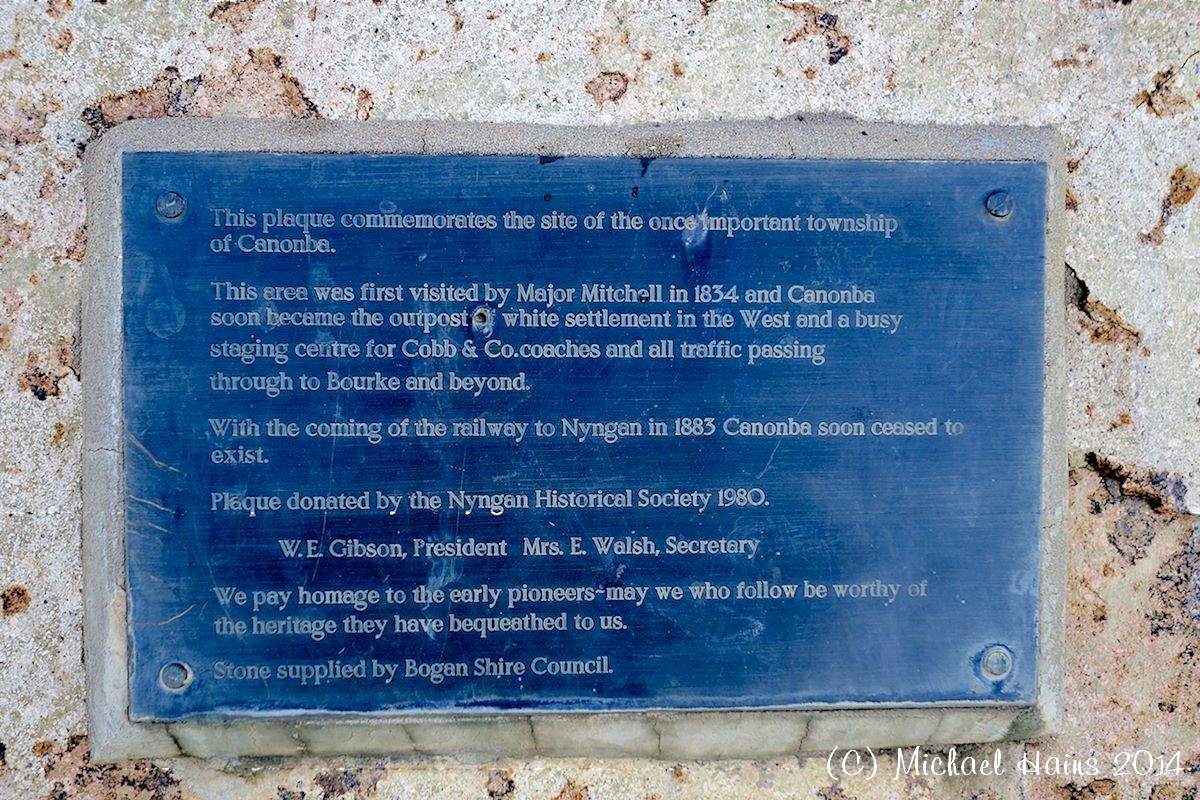 This plaque commemorates the site of the once important township
of Canonba.
This area was first visited by Major Mitchell in 1834 and Canonba
soon became the outpost of white settlement in the West and a busy
staging centre for Cobb & Co.coaches and all traffic passing
through to Bourke and beyond.
With the coming of the railway to Nyngan in 1883 Canonba soon ceased to
exist.
Plaque donated by the Nyngan Historical Society 1980.
W. E. Gibson, President Mrs. E. Walsh, Secretary
We pay homage to the early pioneers~may we who follow be worthy of
the heritage they have bequeathed to us.
Stone supplied by Bogan Shire Council.
(C) Michael Hains 2014